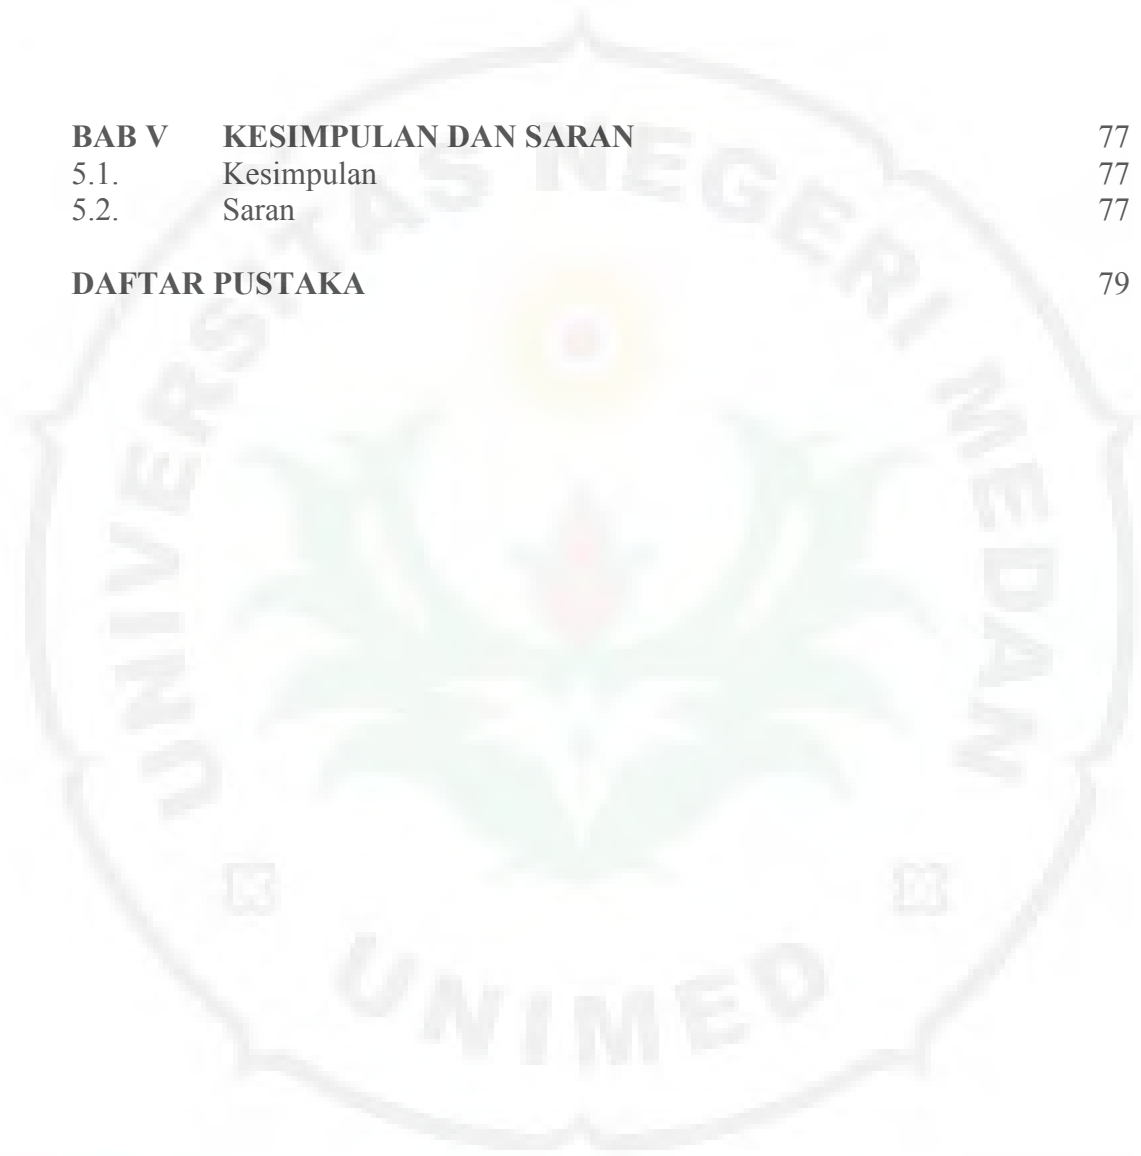 BAB V KESIMPULAN DAN SARAN 77
5.1. Kesimpulan 77
5.2. Saran 77
DAFTAR PUSTAKA 79
UNIVERSITAS NEGERI MEDAN
UNIMED